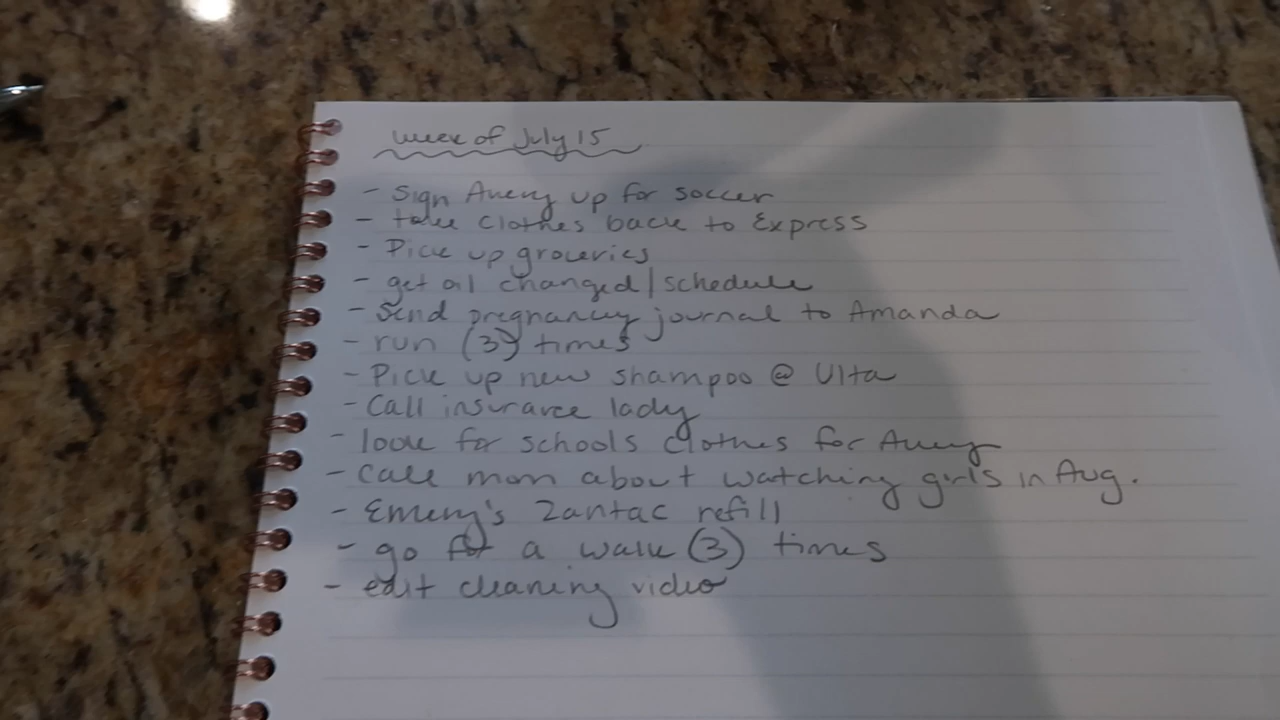 week of July 15
- Sign Avery up for soccer
- take clothes back to Express
- Pick up groceries
- get oil changed/schedule
- Send pregnancy journal to Amanda
- run (3) times
- Pick up new shampoo @ Ulta
- Call insurance lady
- look for schools clothes for Avery
- call mom about watching girls in Aug.
- Emery's Zantac refill
- go for a walk (3) times
- edit cleaning video